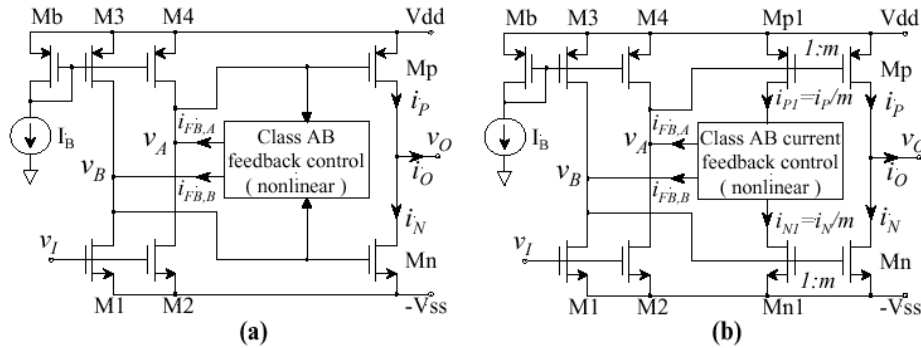 Mb M3 M4 Vdd
Mp
i_P
i_FB,A
I_B
v_A
Class AB
feedback control
( nonlinear )
v_O
i_O
v_B
i_FB,B
i_N
v_I
Mn
M1 M2
-Vss
(a)
Mb M3 M4 Mp1 Vdd
1:m
Mp
i_P1=i_P/m
i_P
i_FB,A
I_B
v_A
Class AB current
feedback control
( nonlinear )
v_O
i_O
v_B
i_FB,B
i_N1=i_N/m
i_N
v_I
Mn
1:m
M1 M2 Mn1
-Vss
(b)